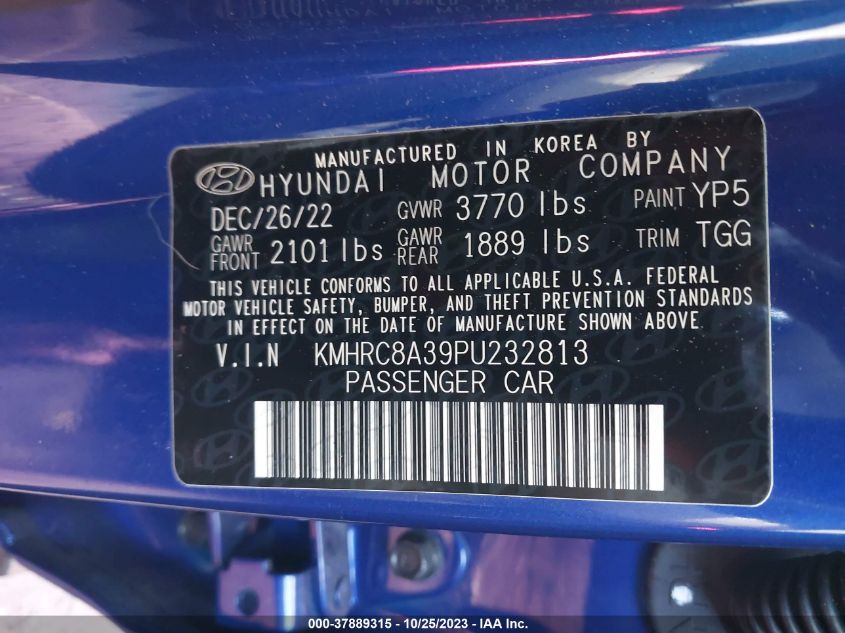 MANUFACTURED IN KOREA BY
HYUNDAI MOTOR COMPANY
DEC/26/22 GVWR 3770 lbs PAINT YP5
GAWR FRONT 2101 lbs GAWR REAR 1889 lbs TRIM TGG
THIS VEHICLE CONFORMS TO ALL APPLICABLE U.S.A. FEDERAL
MOTOR VEHICLE SAFETY, BUMPER, AND THEFT PREVENTION STANDARDS
IN EFFECT ON THE DATE OF MANUFACTURE SHOWN ABOVE.
V.I.N KMHRC8A39PU232813
PASSENGER CAR
000-37889315 - 10/25/2023 - IAA Inc.